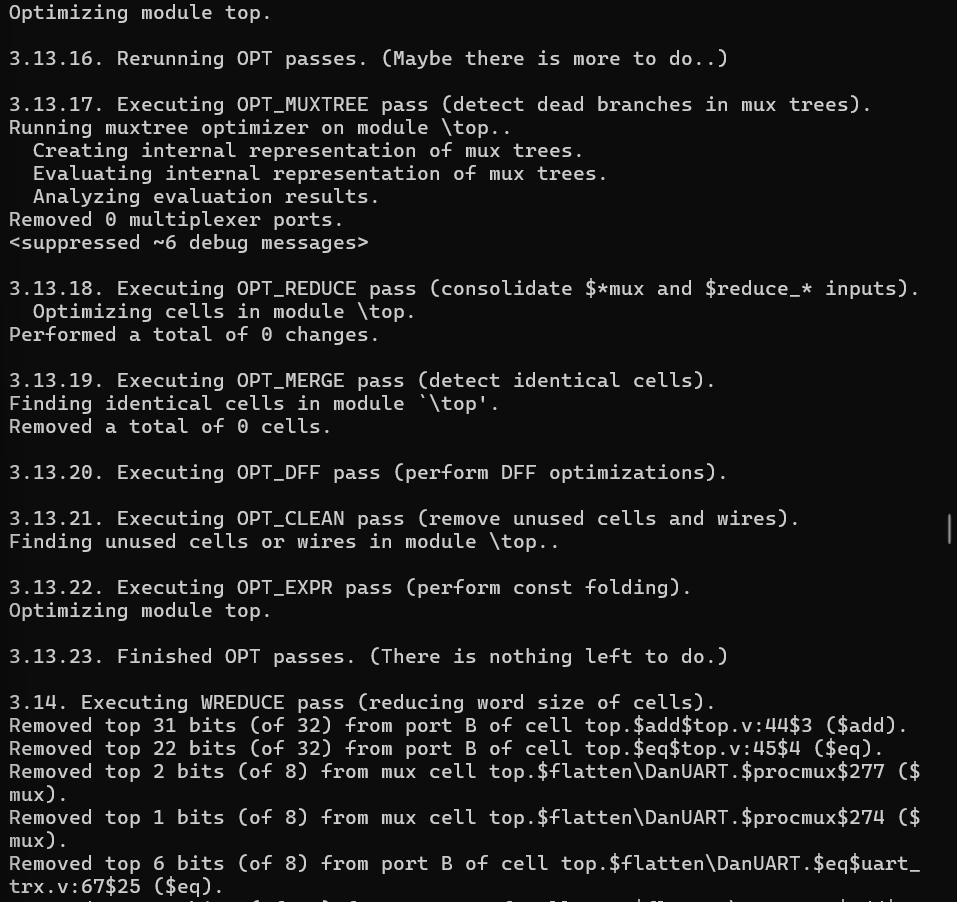 Optimizing module top.
3.13.16. Rerunning OPT passes. (Maybe there is more to do..)
3.13.17. Executing OPT_MUXTREE pass (detect dead branches in mux trees).
Running muxtree optimizer on module \top..
  Creating internal representation of mux trees.
  Evaluating internal representation of mux trees.
  Analyzing evaluation results.
Removed 0 multiplexer ports.
<suppressed ~6 debug messages>
3.13.18. Executing OPT_REDUCE pass (consolidate $*mux and $reduce_* inputs).
  Optimizing cells in module \top.
Performed a total of 0 changes.
3.13.19. Executing OPT_MERGE pass (detect identical cells).
Finding identical cells in module `\top'.
Removed a total of 0 cells.
3.13.20. Executing OPT_DFF pass (perform DFF optimizations).
3.13.21. Executing OPT_CLEAN pass (remove unused cells and wires).
Finding unused cells or wires in module \top..
3.13.22. Executing OPT_EXPR pass (perform const folding).
Optimizing module top.
3.13.23. Finished OPT passes. (There is nothing left to do.)
3.14. Executing WREDUCE pass (reducing word size of cells).
Removed top 31 bits (of 32) from port B of cell top.$add$top.v:44$3 ($add).
Removed top 22 bits (of 32) from port B of cell top.$eq$top.v:45$4 ($eq).
Removed top 2 bits (of 8) from mux cell top.$flatten\DanUART.$procmux$277 ($
mux).
Removed top 1 bits (of 8) from mux cell top.$flatten\DanUART.$procmux$274 ($
mux).
Removed top 6 bits (of 8) from port B of cell top.$flatten\DanUART.$eq$uart_
trx.v:67$25 ($eq).